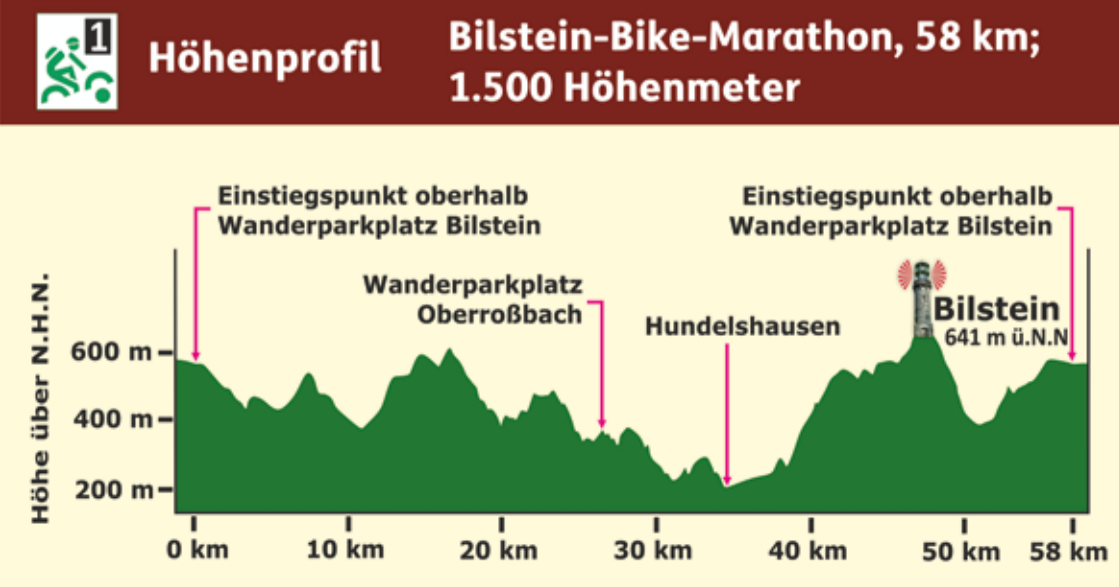 1
Höhenprofil
Bilstein-Bike-Marathon, 58 km;
1.500 Höhenmeter
Einstiegspunkt oberhalb
Wanderparkplatz Bilstein
Einstiegspunkt oberhalb
Wanderparkplatz Bilstein
Wanderparkplatz
Oberroßbach
Hundelshausen
Bilstein
641 m ü.N.N
Höhe über N.H.N.
600 m
400 m
200 m
0 km
10 km
20 km
30 km
40 km
50 km
58 km